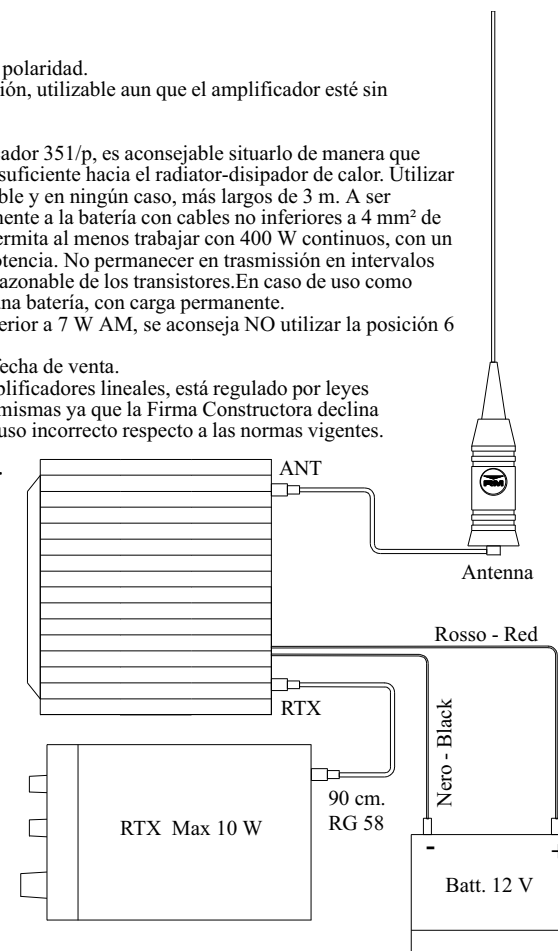 polaridad.
ión, utilizable aun que el amplificador esté sin
cador 351/p, es aconsejable situarlo de manera que
suficiente hacia el radiator-disipador de calor. Utilizar
ble y en ningún caso, más largos de 3 m. A ser
nente a la batería con cables no inferiores a 4 mm² de
ermita al menos trabajar con 400 W continuos, con un
otencia. No permanecer en trasmissión en intervalos
azonable de los transistores.En caso de uso como
una batería, con carga permanente.
erior a 7 W AM, se aconseja NO utilizar la posición 6
fecha de venta.
plificadores lineales, está regulado por leyes
mismas ya que la Firma Constructora declina
uso incorrecto respecto a las normas vigentes.
ANT
RM
Antenna
Rosso - Red
RTX
Nero - Black
90 cm.
RG 58
RTX Max 10 W
- +
Batt. 12 V